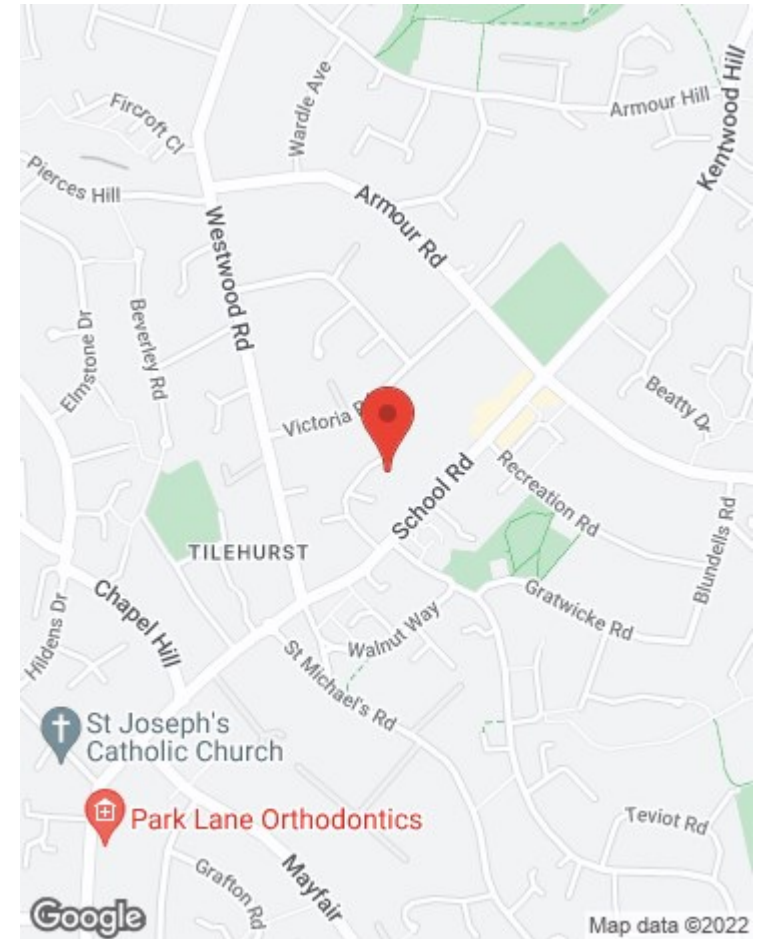 Fircroft Cl
Wardle Ave
Armour Hill
Kentwood Hill
Pierces Hill
Armour Rd
Westwood Rd
Elmstone Dr
Beverley Rd
Beatty Dr
Victoria
School Rd
Recreation Rd
TILEHURST
Blundells Rd
Chapel Hill
Hildens Dr
Gratwicke Rd
Walnut Way
St Michael's Rd
St Joseph's
Catholic Church
Park Lane Orthodontics
Teviot Rd
Mayfair
Grafton Rd
Google
Map data ©2022